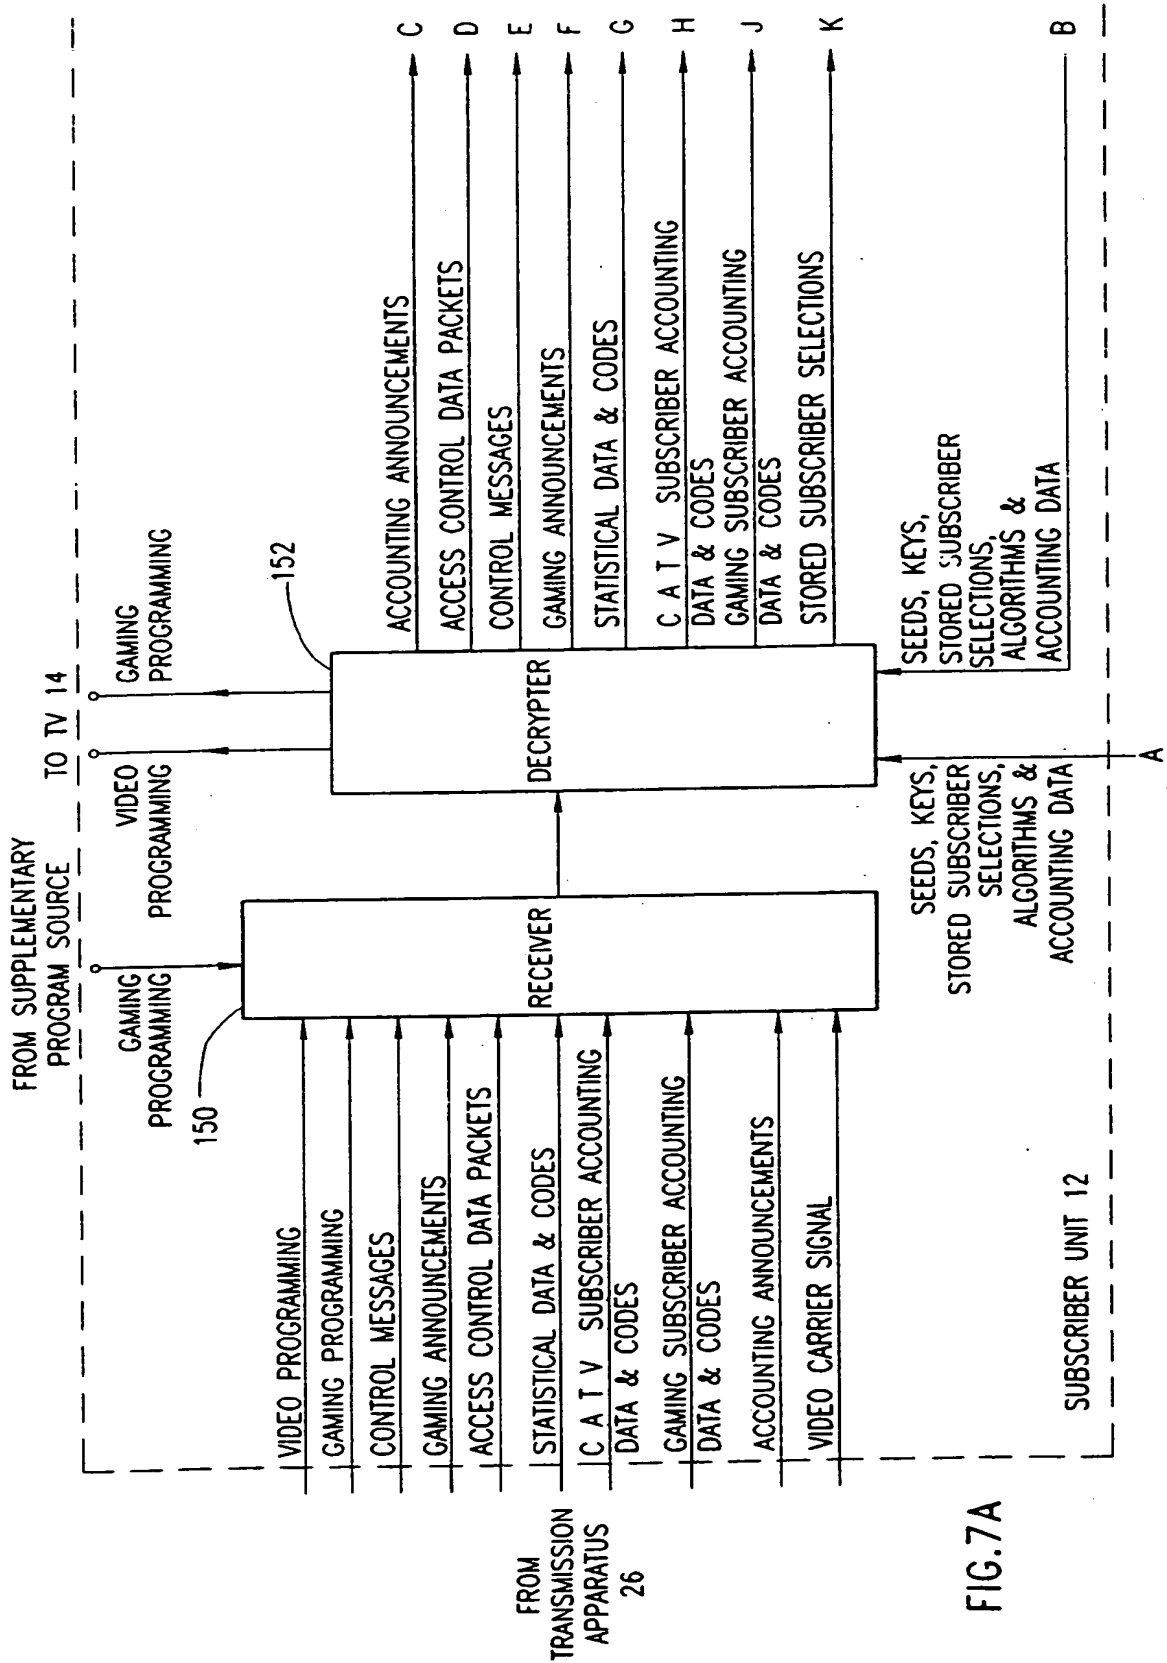 FROM SUPPLEMENTARY
PROGRAM SOURCE
TO TV 14
GAMING
PROGRAMMING
VIDEO
PROGRAMMING
GAMING
PROGRAMMING
150
152
VIDEO PROGRAMMING
GAMING PROGRAMMING
CONTROL MESSAGES
GAMING ANNOUNCEMENTS
ACCESS CONTROL DATA PACKETS
STATISTICAL DATA & CODES
C A T V SUBSCRIBER ACCOUNTING
DATA & CODES
GAMING SUBSCRIBER ACCOUNTING
DATA & CODES
ACCOUNTING ANNOUNCEMENTS
VIDEO CARRIER SIGNAL
FROM
TRANSMISSION
APPARATUS
26
RECEIVER
DECRYPTER
ACCOUNTING ANNOUNCEMENTS
C
ACCESS CONTROL DATA PACKETS
D
CONTROL MESSAGES
E
GAMING ANNOUNCEMENTS
F
STATISTICAL DATA & CODES
G
C A T V SUBSCRIBER ACCOUNTING
DATA & CODES
H
GAMING SUBSCRIBER ACCOUNTING
DATA & CODES
J
STORED SUBSCRIBER SELECTIONS
K
SEEDS, KEYS,
STORED SUBSCRIBER
SELECTIONS,
ALGORITHMS &
ACCOUNTING DATA
A
SEEDS, KEYS,
STORED SUBSCRIBER
SELECTIONS,
ALGORITHMS &
ACCOUNTING DATA
B
SUBSCRIBER UNIT 12
FIG.7A